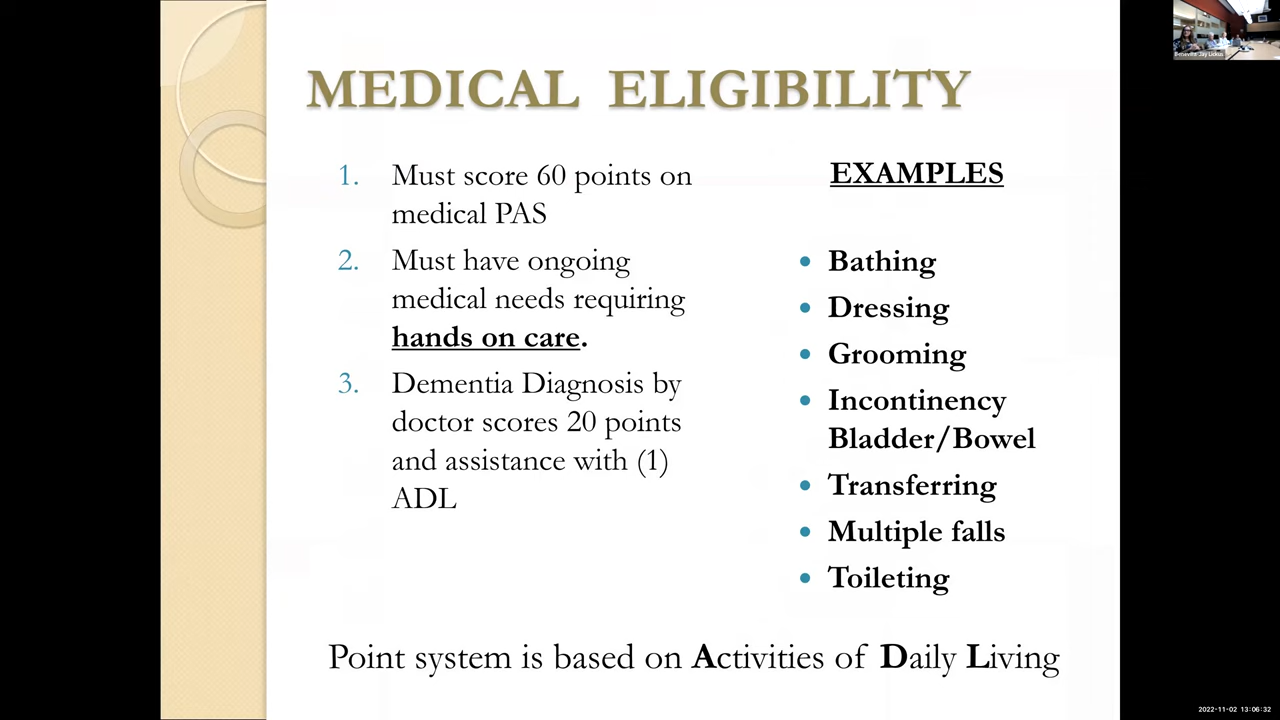 MEDICAL ELIGIBILITY
1. Must score 60 points on
medical PAS
2. Must have ongoing
medical needs requiring
hands on care.
3. Dementia Diagnosis by
doctor scores 20 points
and assistance with (1)
ADL
EXAMPLES
• Bathing
• Dressing
• Grooming
• Incontinency
Bladder/Bowel
• Transferring
• Multiple falls
• Toileting
Point system is based on Activities of Daily Living
2022-11-02 13:06:32